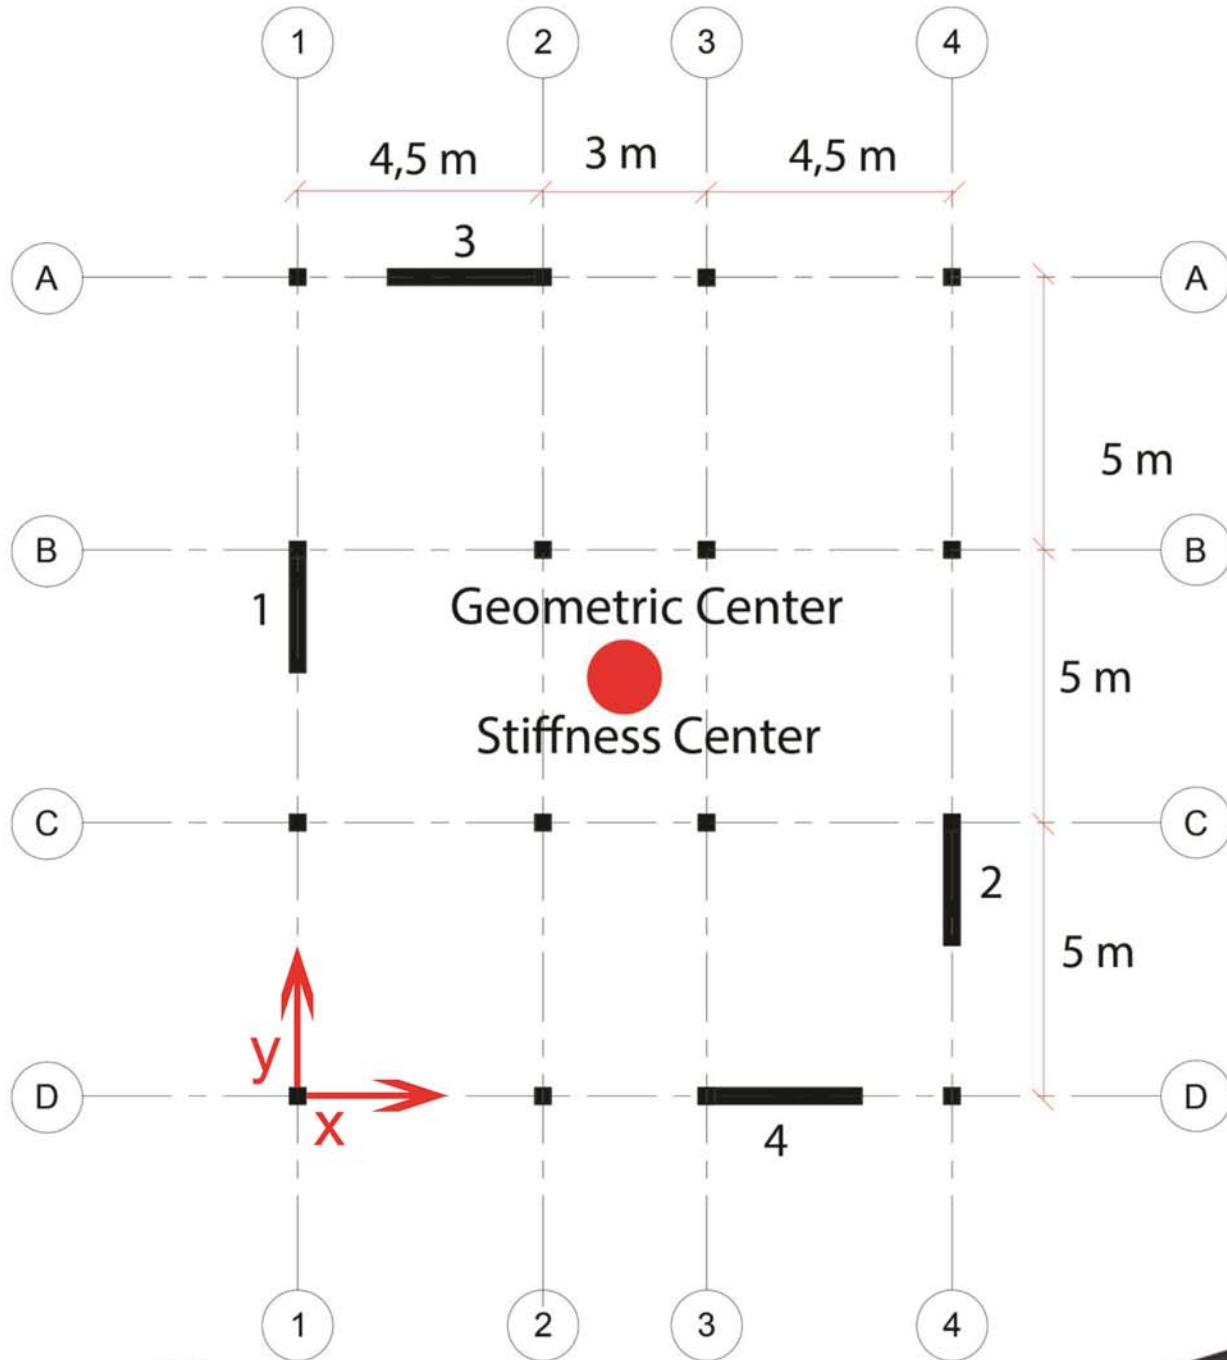 1 2 3 4
4,5 m 3 m 4,5 m
3
A A
5 m
B B
1
Geometric Center
5 m
Stiffness Center
C C
2
5 m
y
D D
x
4
1 2 3 4